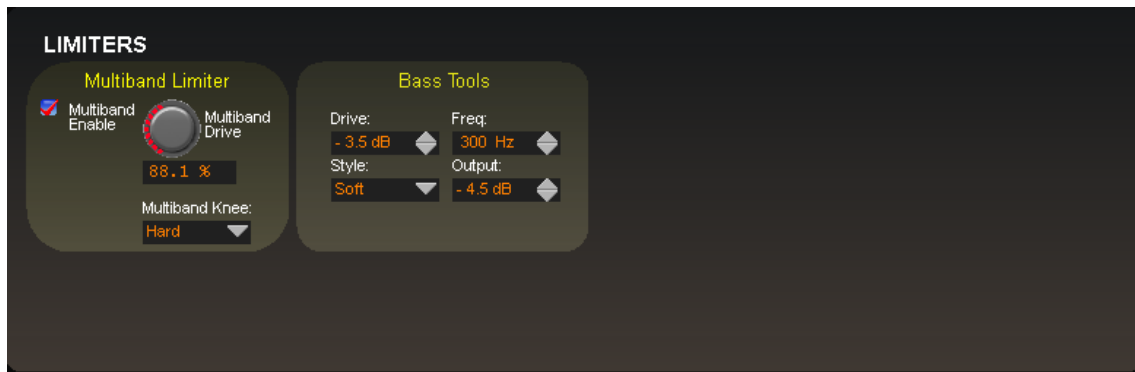 LIMITERS
Multiband Limiter
Multiband
Enable
Multiband
Drive
88.1 %
Multiband Knee:
Hard
Bass Tools
Drive:
Freq:
- 3.5 dB
300 Hz
Style:
Output:
Soft
- 4.5 dB